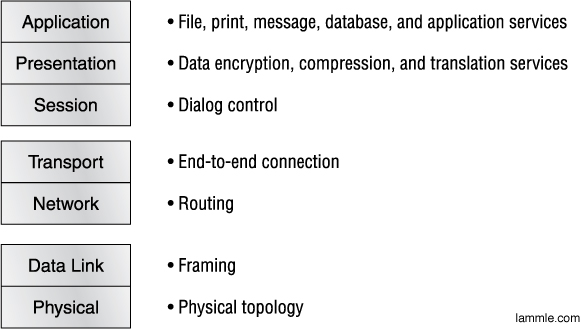 Application • File, print, message, database, and application services
Presentation • Data encryption, compression, and translation services
Session • Dialog control
Transport • End-to-end connection
Network • Routing
Data Link • Framing
Physical • Physical topology
lammle.com